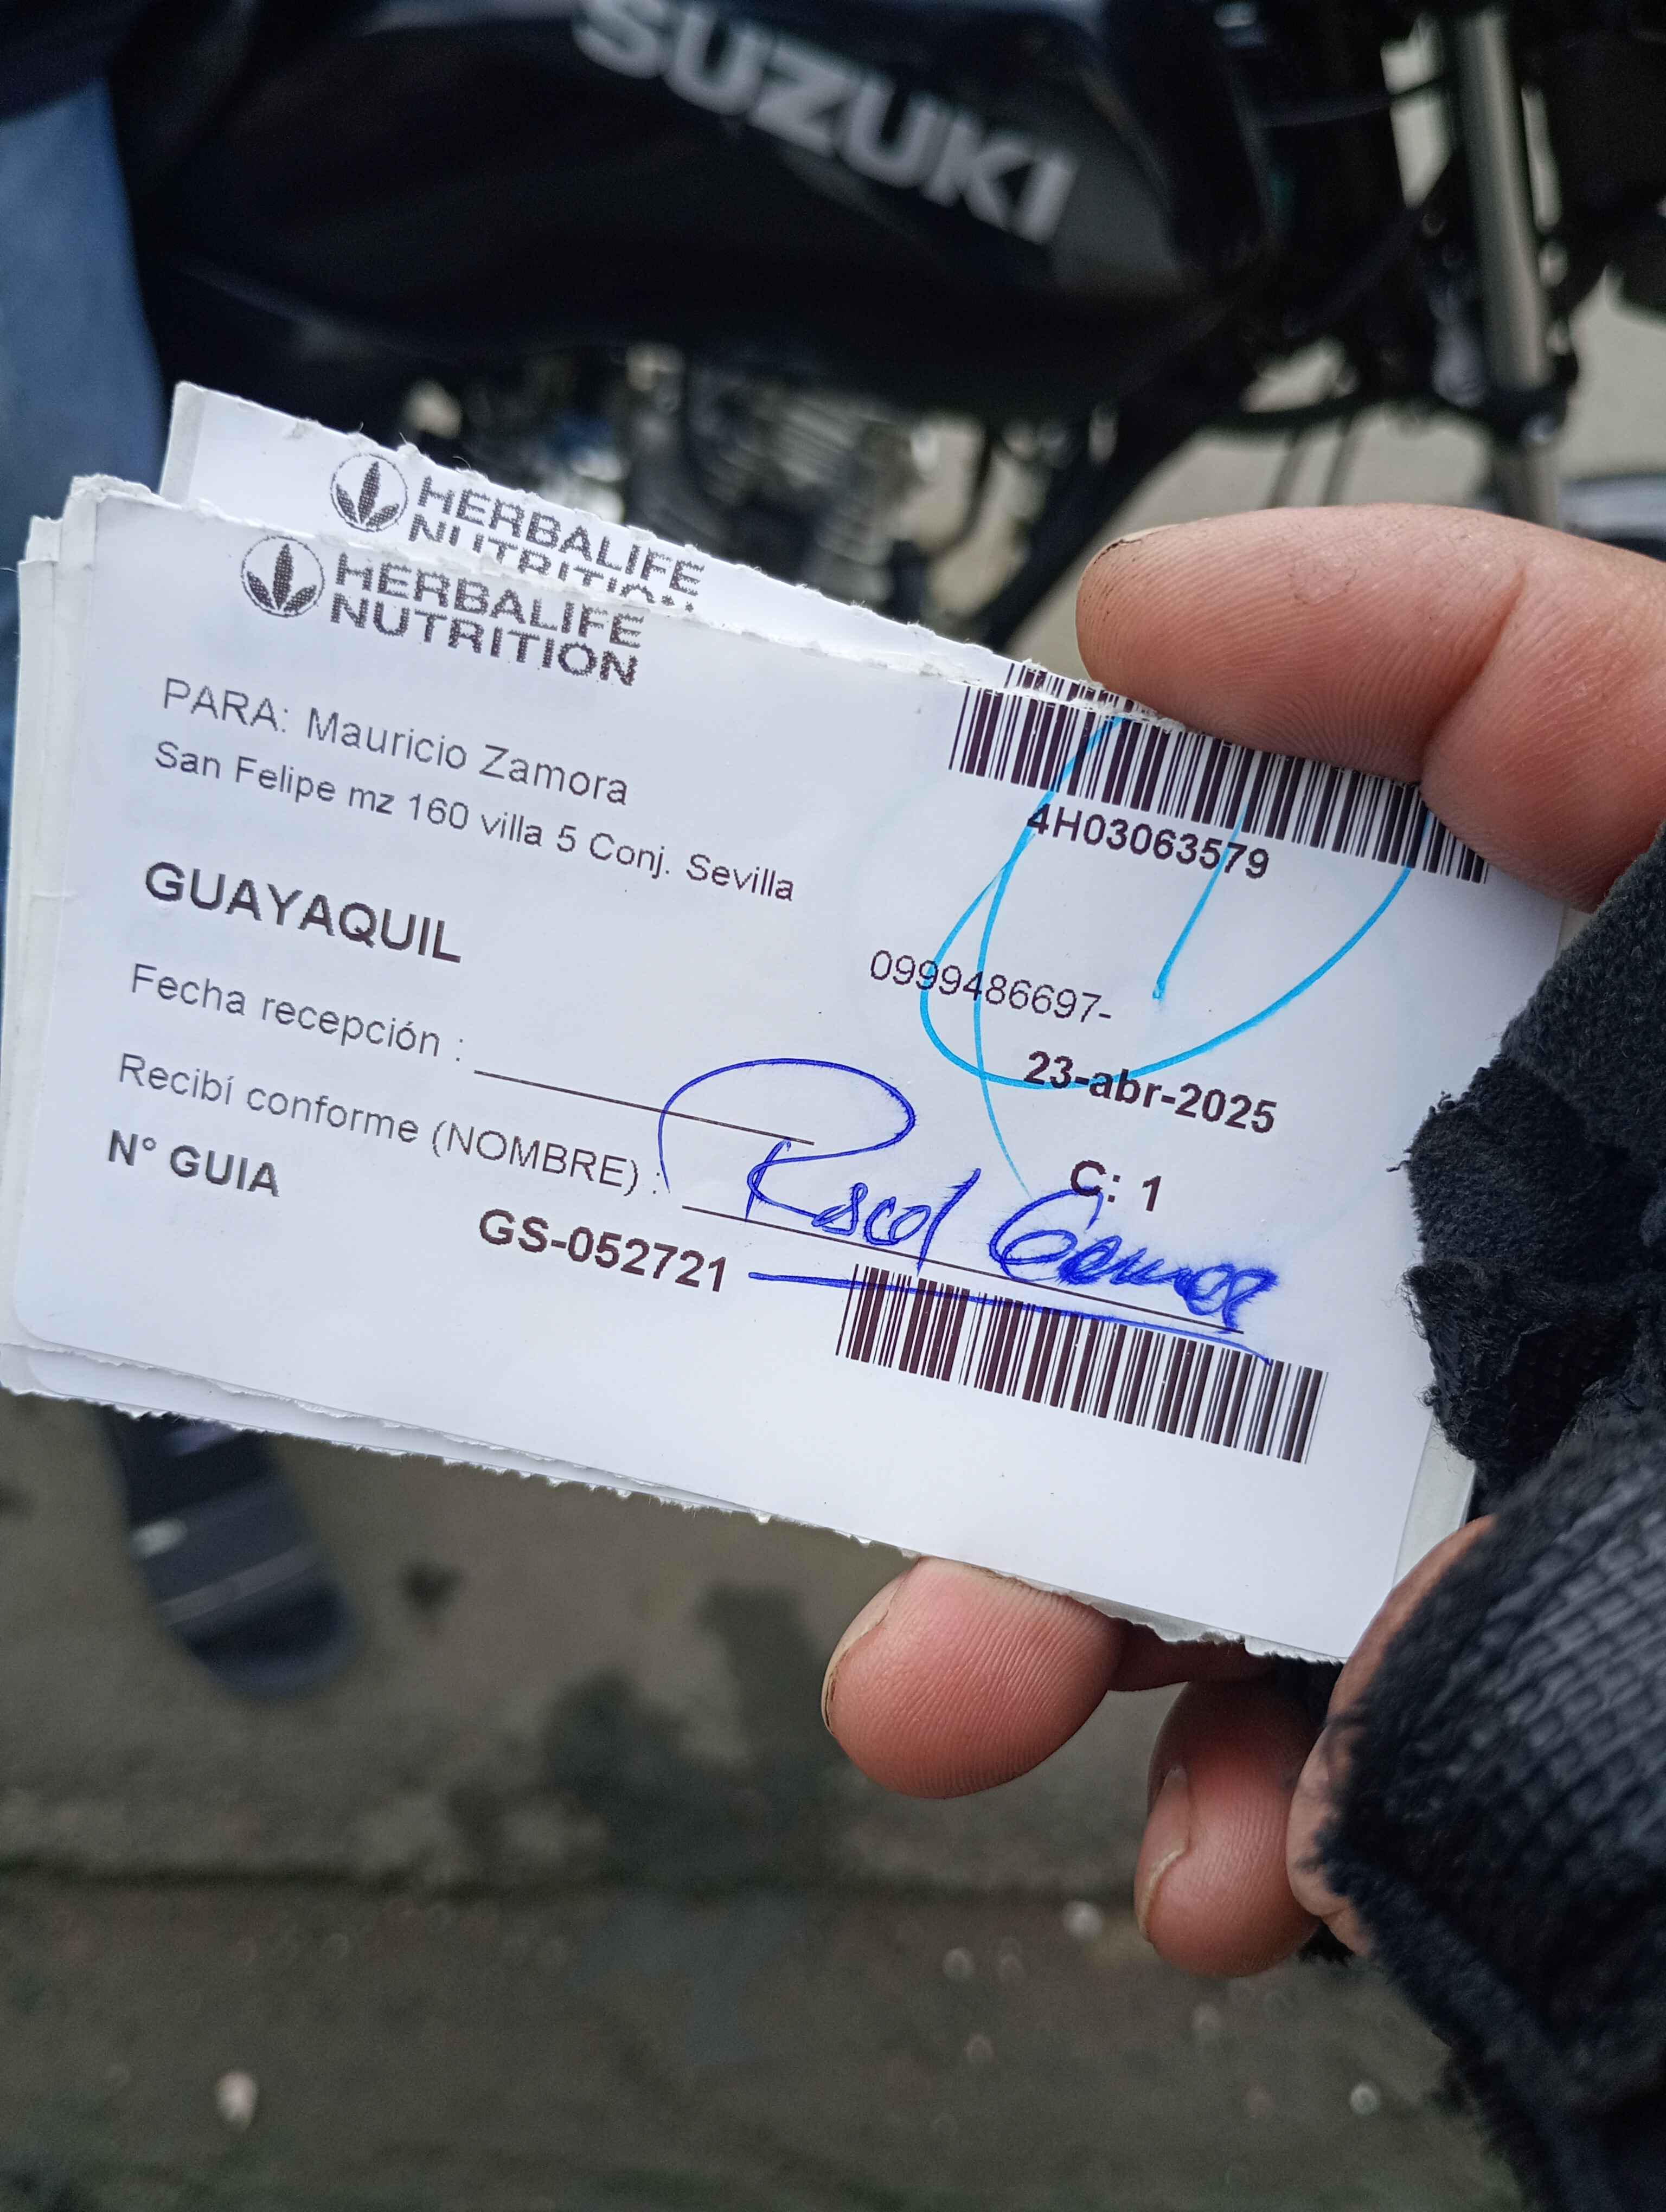 SUZUKI
HERBALIFE
NUTRITION
HERBALIFE
NUTRITION
PARA: Mauricio Zamora
San Felipe mz 160 villa 5 Conj. Sevilla
4H03063579
GUAYAQUIL
0999486697-
Fecha recepción :
23-abr-2025
Recibí conforme (NOMBRE) :
C: 1
N° GUIA
GS-052721